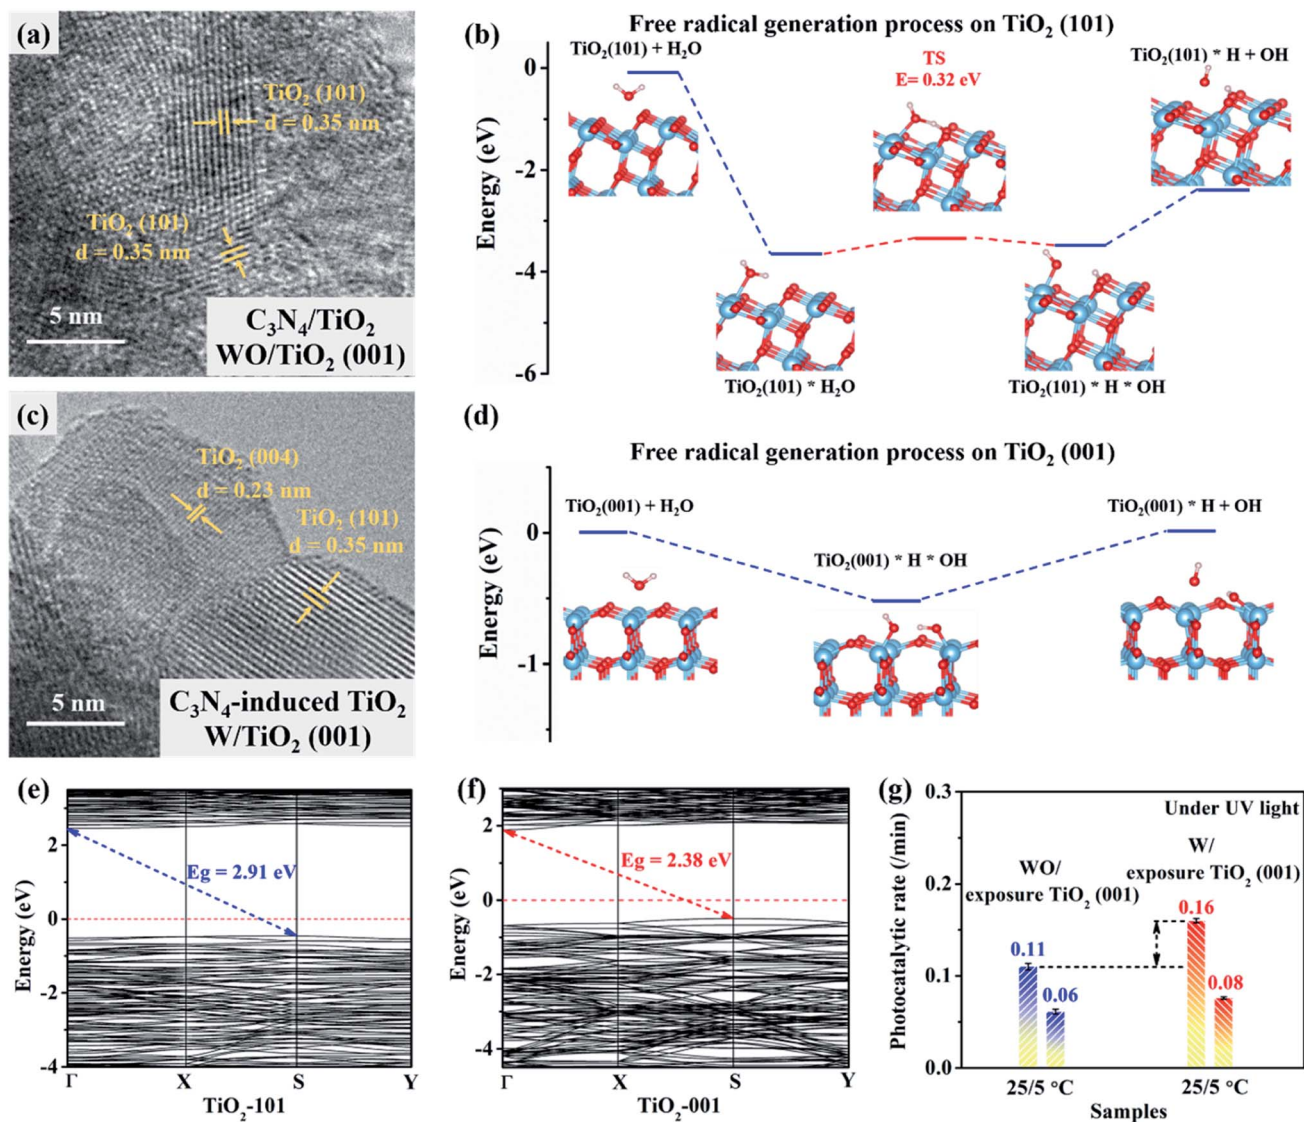 (a)
TiO₂ (101)
d = 0.35 nm
TiO₂ (101)
d = 0.35 nm
5 nm
C₃N₄/TiO₂
WO/TiO₂ (001)
(b)
Free radical generation process on TiO₂ (101)
TiO₂(101) + H₂O
TS
E= 0.32 eV
TiO₂(101) * H + OH
TiO₂(101) * H₂O
TiO₂(101) * H * OH
Energy (eV)
0
-2
-4
-6
(c)
TiO₂ (004)
d = 0.23 nm
TiO₂ (101)
d = 0.35 nm
5 nm
C₃N₄-induced TiO₂
W/TiO₂ (001)
(d)
Free radical generation process on TiO₂ (001)
TiO₂(001) + H₂O
TiO₂(001) * H * OH
TiO₂(001) * H + OH
Energy (eV)
0
-1
(e)
Energy (eV)
2
0
-2
-4
Eg = 2.91 eV
Γ X S Y
TiO₂-101
(f)
Energy (eV)
2
0
-2
-4
Eg = 2.38 eV
Γ X S Y
TiO₂-001
(g)
Photocatalytic rate (/min)
0.3
0.2
0.1
0.0
Under UV light
WO/
exposure TiO₂ (001)
W/
exposure TiO₂ (001)
0.11
0.06
0.16
0.08
25/5 °C 25/5 °C
Samples